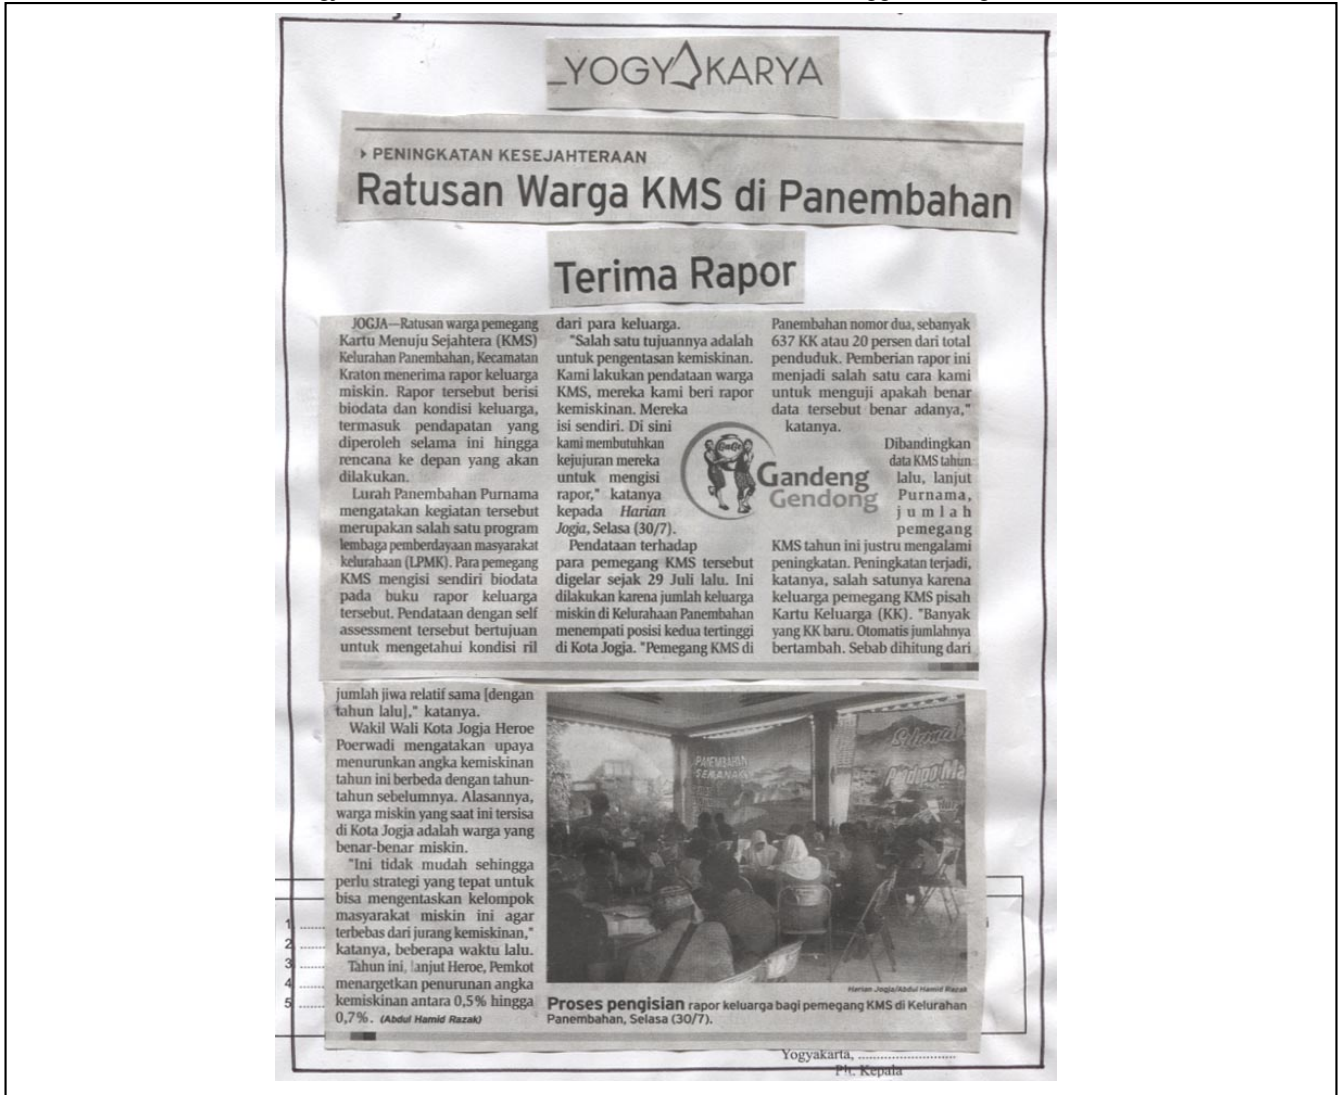 _YOGYAKARYA
PENINGKATAN KESEJAHTERAAN
Ratusan Warga KMS di Panembahan
Terima Rapor
JOGJA—Ratusan warga pemegang
Kartu Menuju Sejahtera (KMS)
Kelurahan Panembahan, Kecamatan
Kraton menerima rapor keluarga
miskin. Rapor tersebut berisi
biodata dan kondisi keluarga,
termasuk pendapatan yang
diperoleh selama ini hingga
rencana ke depan yang akan
dilakukan.
Lurah Panembahan Purnama
mengatakan kegiatan tersebut
merupakan salah satu program
lembaga pemberdayaan masyarakat
kelurahaan (LPMK). Para pemegang
KMS mengisi sendiri biodata
pada buku rapor keluarga
tersebut. Pendataan dengan self
assessment tersebut bertujuan
untuk mengetahui kondisi ril
dari para keluarga.
"Salah satu tujuannya adalah
untuk pengentasan kemiskinan.
Kami lakukan pendataan warga
KMS, mereka kami beri rapor
kemiskinan. Mereka
isi sendiri. Di sini
kami membutuhkan
kejujuran mereka
untuk mengisi
rapor," katanya
kepada Harian
Jogja, Selasa (30/7).
Pendataan terhadap
para pemegang KMS tersebut
digelar sejak 29 Juli lalu. Ini
dilakukan karena jumlah keluarga
miskin di Kelurahaan Panembahan
menempati posisi kedua tertinggi
di Kota Jogja. "Pemegang KMS di
GaGe
Gandeng
Gendong
Panembahan nomor dua, sebanyak
637 KK atau 20 persen dari total
penduduk. Pemberian rapor ini
menjadi salah satu cara kami
untuk menguji apakah benar
data tersebut benar adanya,"
katanya.
Dibandingkan
data KMS tahun
lalu, lanjut
Purnama,
jumlah
pemegang
KMS tahun ini justru mengalami
peningkatan. Peningkatan terjadi,
katanya, salah satunya karena
keluarga pemegang KMS pisah
Kartu Keluarga (KK). "Banyak
yang KK baru. Otomatis jumlahnya
bertambah. Sebab dihitung dari
jumlah jiwa relatif sama [dengan
tahun lalu]," katanya.
Wakil Wali Kota Jogja Heroe
Poerwadi mengatakan upaya
menurunkan angka kemiskinan
tahun ini berbeda dengan tahun-
tahun sebelumnya. Alasannya,
warga miskin yang saat ini tersisa
di Kota Jogja adalah warga yang
benar-benar miskin.
"Ini tidak mudah sehingga
perlu strategi yang tepat untuk
bisa mengentaskan kelompok
masyarakat miskin ini agar
terbebas dari jurang kemiskinan,"
katanya, beberapa waktu lalu.
Tahun ini, lanjut Heroe, Pemkot
menargetkan penurunan angka
kemiskinan antara 0,5% hingga
0,7%. (Abdul Hamid Razak)
PANEMBAHAN
SEMANAK
Selamat
Harian Jogja/Abdul Hamid Razak
Proses pengisian rapor keluarga bagi pemegang KMS di Kelurahan
Panembahan, Selasa (30/7).
1 ......
2 ......
3 ......
4 ......
5 ......
Yogyakarta, ............................
Plt. Kepala